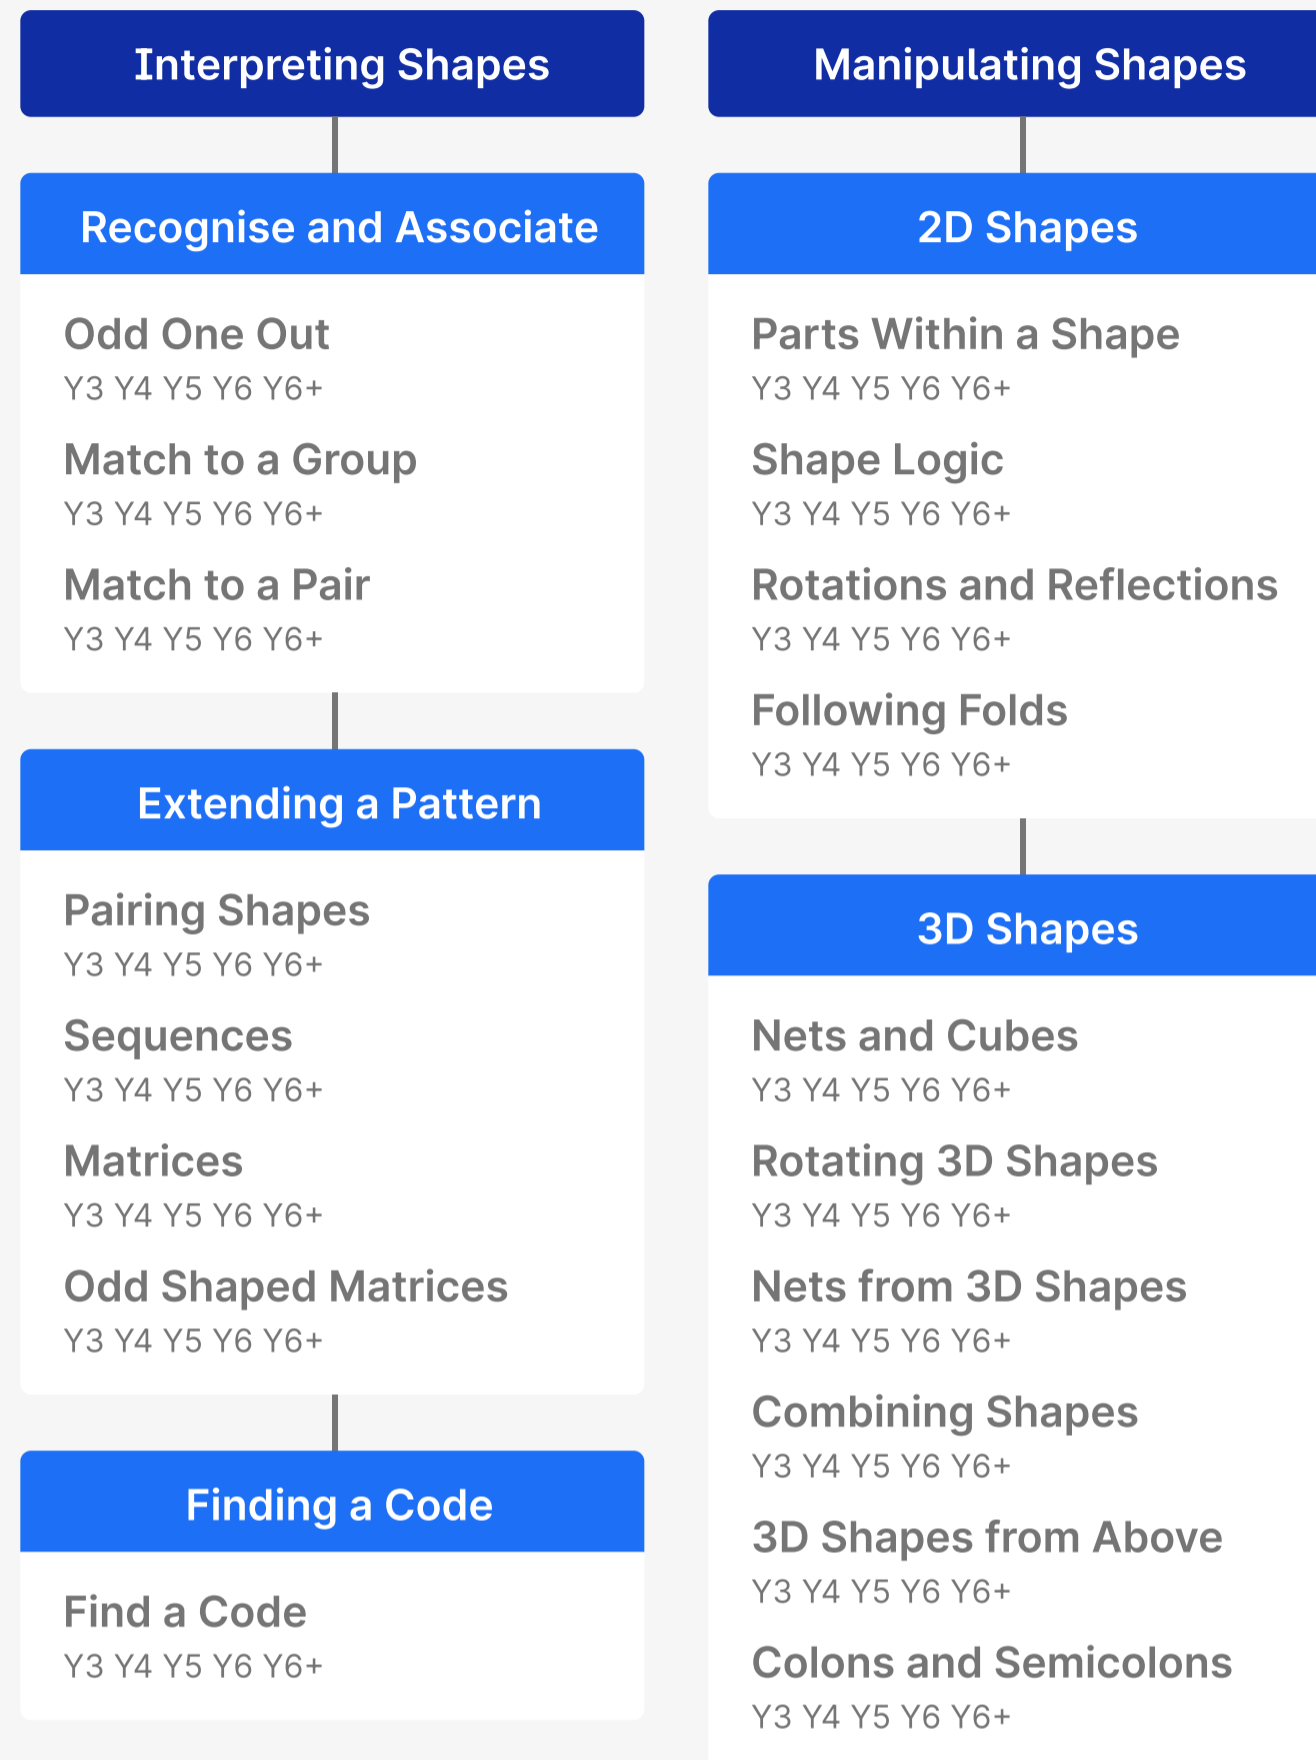 Interpreting Shapes
Recognise and Associate
Odd One Out
Y3 Y4 Y5 Y6 Y6+
Match to a Group
Y3 Y4 Y5 Y6 Y6+
Match to a Pair
Y3 Y4 Y5 Y6 Y6+
Extending a Pattern
Pairing Shapes
Y3 Y4 Y5 Y6 Y6+
Sequences
Y3 Y4 Y5 Y6 Y6+
Matrices
Y3 Y4 Y5 Y6 Y6+
Odd Shaped Matrices
Y3 Y4 Y5 Y6 Y6+
Finding a Code
Find a Code
Y3 Y4 Y5 Y6 Y6+
Manipulating Shapes
2D Shapes
Parts Within a Shape
Y3 Y4 Y5 Y6 Y6+
Shape Logic
Y3 Y4 Y5 Y6 Y6+
Rotations and Reflections
Y3 Y4 Y5 Y6 Y6+
Following Folds
Y3 Y4 Y5 Y6 Y6+
3D Shapes
Nets and Cubes
Y3 Y4 Y5 Y6 Y6+
Rotating 3D Shapes
Y3 Y4 Y5 Y6 Y6+
Nets from 3D Shapes
Y3 Y4 Y5 Y6 Y6+
Combining Shapes
Y3 Y4 Y5 Y6 Y6+
3D Shapes from Above
Y3 Y4 Y5 Y6 Y6+
Colons and Semicolons
Y3 Y4 Y5 Y6 Y6+